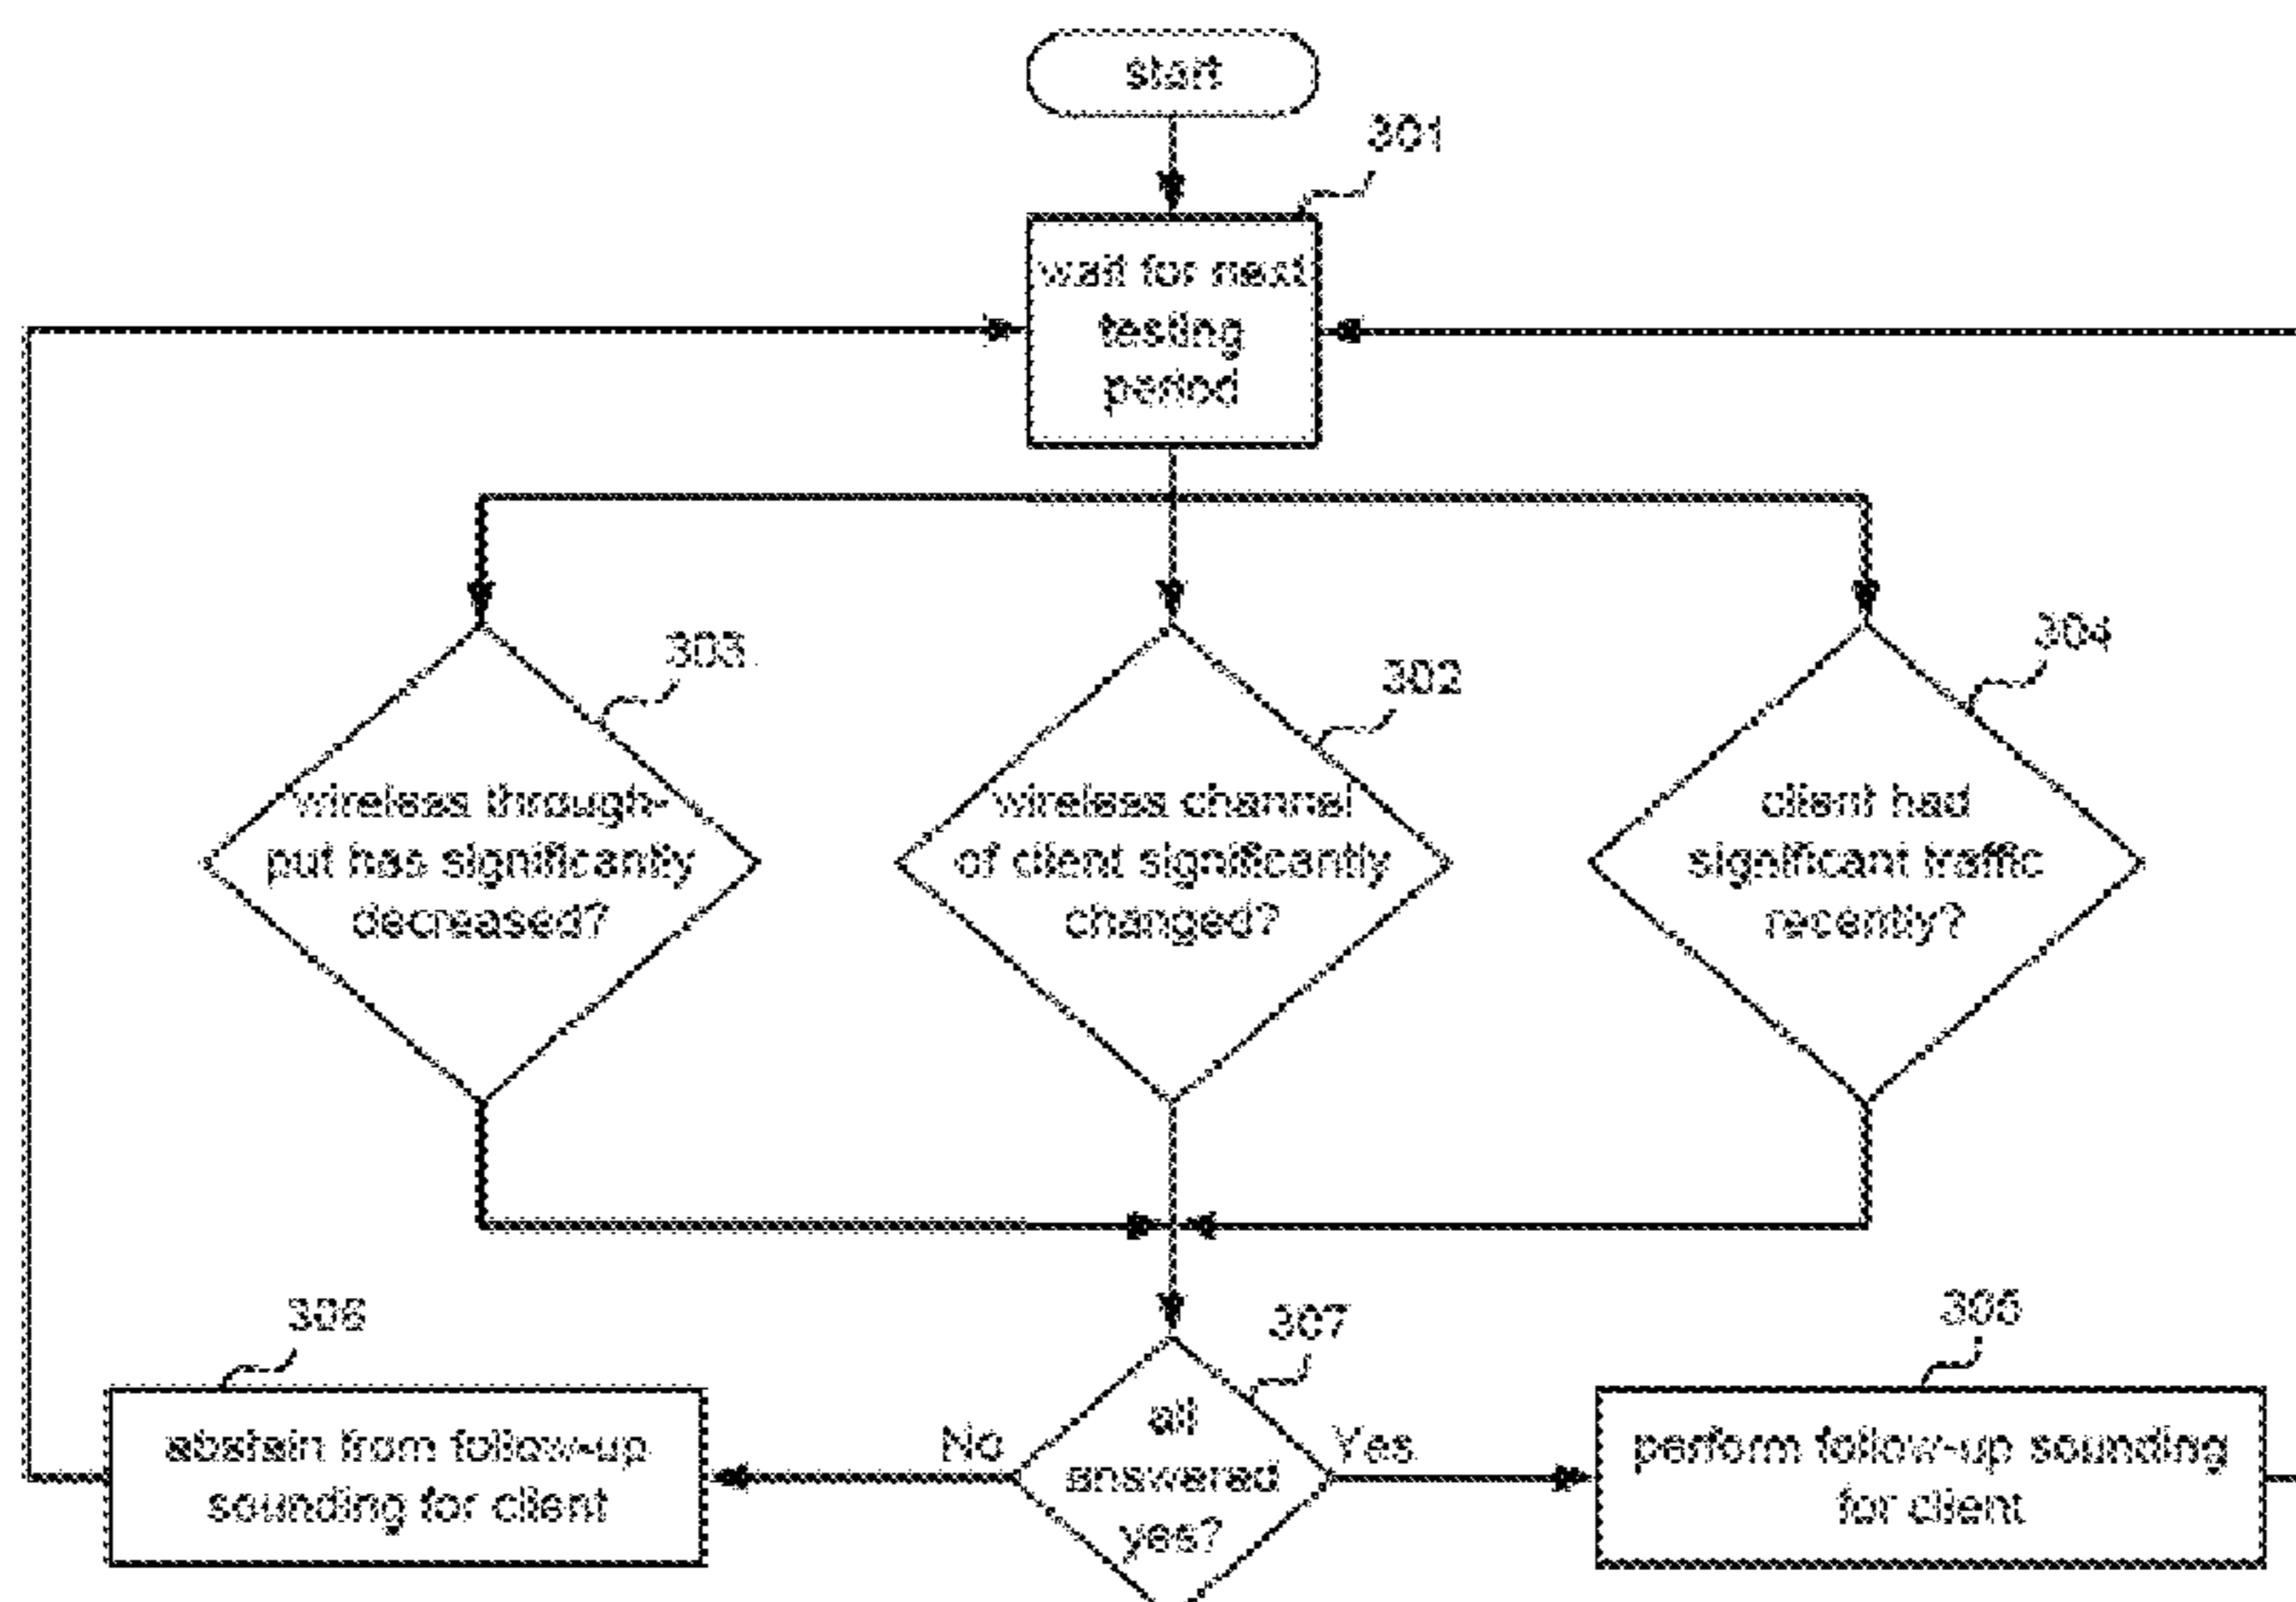 start
301
wait for next
testing
period
303
302
304
wireless through-
put has significantly
decreased?
wireless channel
of client significantly
changed?
client had
significant traffic
recently?
306
307
305
abstain from follow-up
sounding for client
No
all
answered
yes?
Yes
perform follow-up sounding
for client